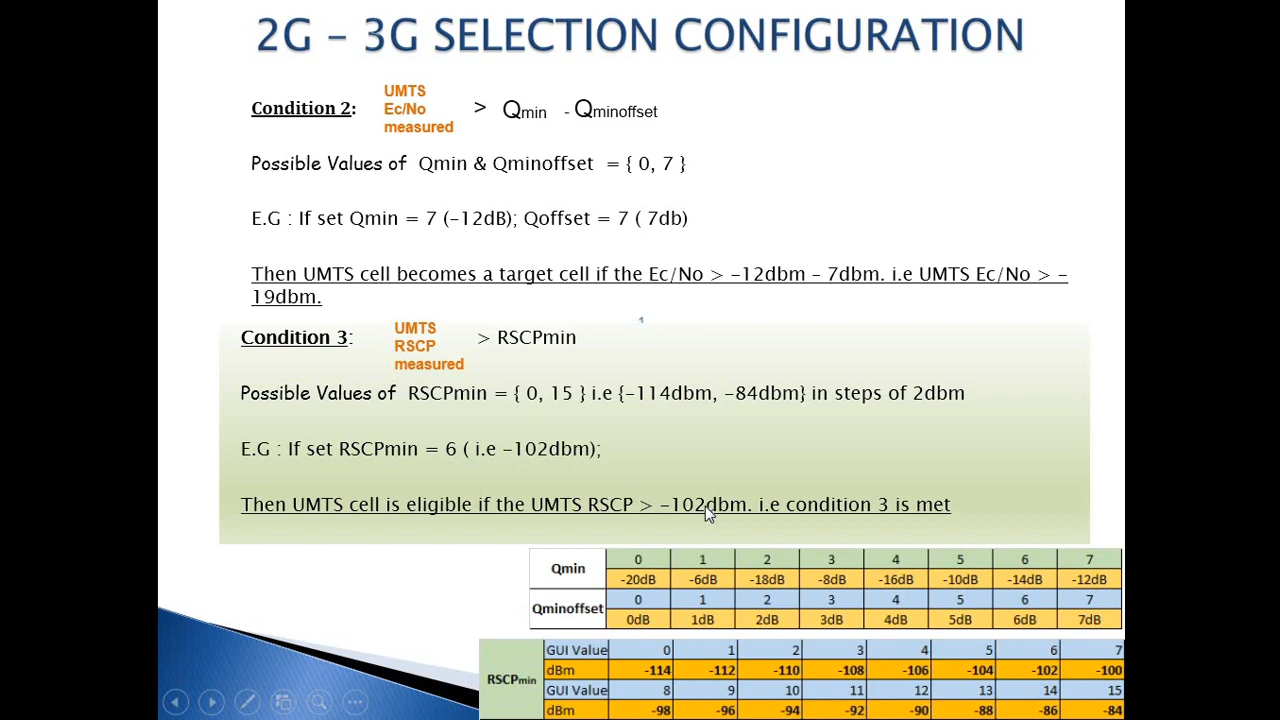 2G – 3G SELECTION CONFIGURATION
Condition 2: UMTS Ec/No measured > Qmin - Qminoffset
Possible Values of Qmin & Qminoffset = { 0, 7 }
E.G : If set Qmin = 7 (-12dB); Qoffset = 7 ( 7db)
Then UMTS cell becomes a target cell if the Ec/No > -12dbm – 7dbm. i.e UMTS Ec/No > -
19dbm.
1
Condition 3: UMTS RSCP measured > RSCPmin
Possible Values of RSCPmin = { 0, 15 } i.e {-114dbm, -84dbm} in steps of 2dbm
E.G : If set RSCPmin = 6 ( i.e -102dbm);
Then UMTS cell is eligible if the UMTS RSCP > -102dbm. i.e condition 3 is met
Qmin 0 1 2 3 4 5 6 7
-20dB -6dB -18dB -8dB -16dB -10dB -14dB -12dB
Qminoffset 0 1 2 3 4 5 6 7
0dB 1dB 2dB 3dB 4dB 5dB 6dB 7dB
RSCPmin GUI Value 0 1 2 3 4 5 6 7
dBm -114 -112 -110 -108 -106 -104 -102 -100
GUI Value 8 9 10 11 12 13 14 15
dBm -98 -96 -94 -92 -90 -88 -86 -84